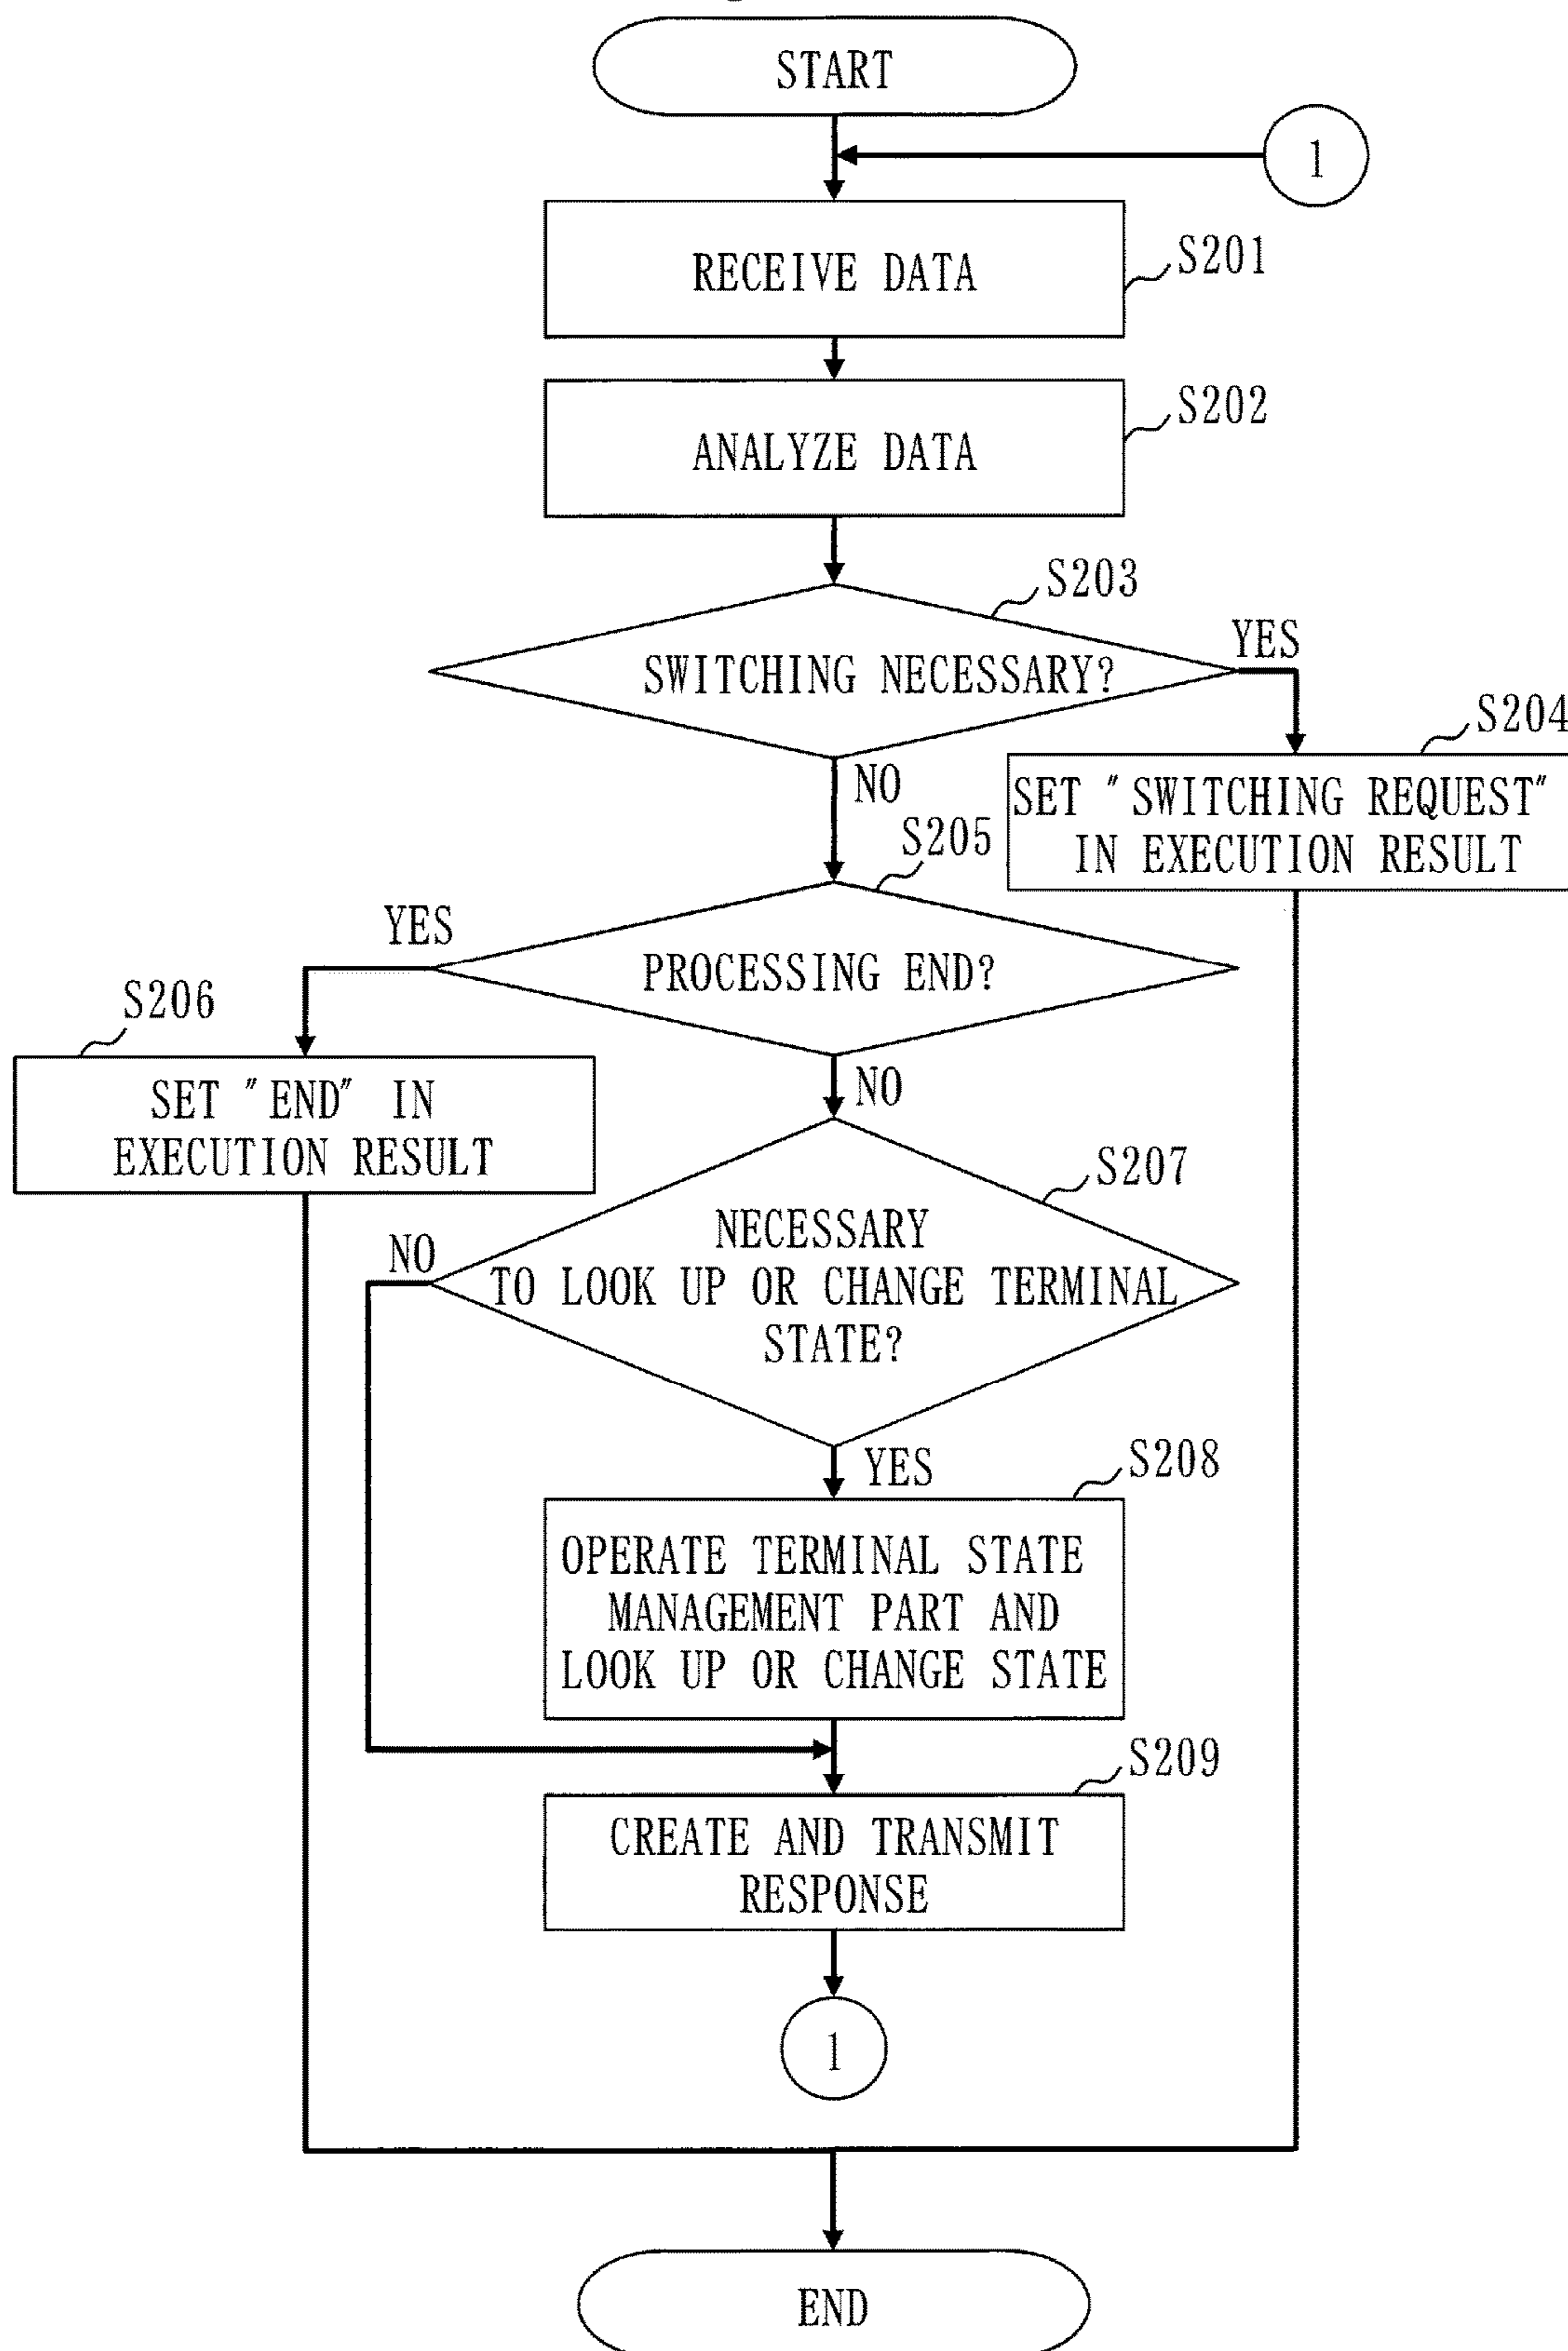 START
1
RECEIVE DATA
S201
ANALYZE DATA
S202
S203
SWITCHING NECESSARY?
YES
NO
S204
SET "SWITCHING REQUEST"
IN EXECUTION RESULT
S205
PROCESSING END?
YES
NO
S206
SET "END" IN
EXECUTION RESULT
S207
NECESSARY
TO LOOK UP OR CHANGE TERMINAL
STATE?
NO
YES
S208
OPERATE TERMINAL STATE
MANAGEMENT PART AND
LOOK UP OR CHANGE STATE
S209
CREATE AND TRANSMIT
RESPONSE
1
END